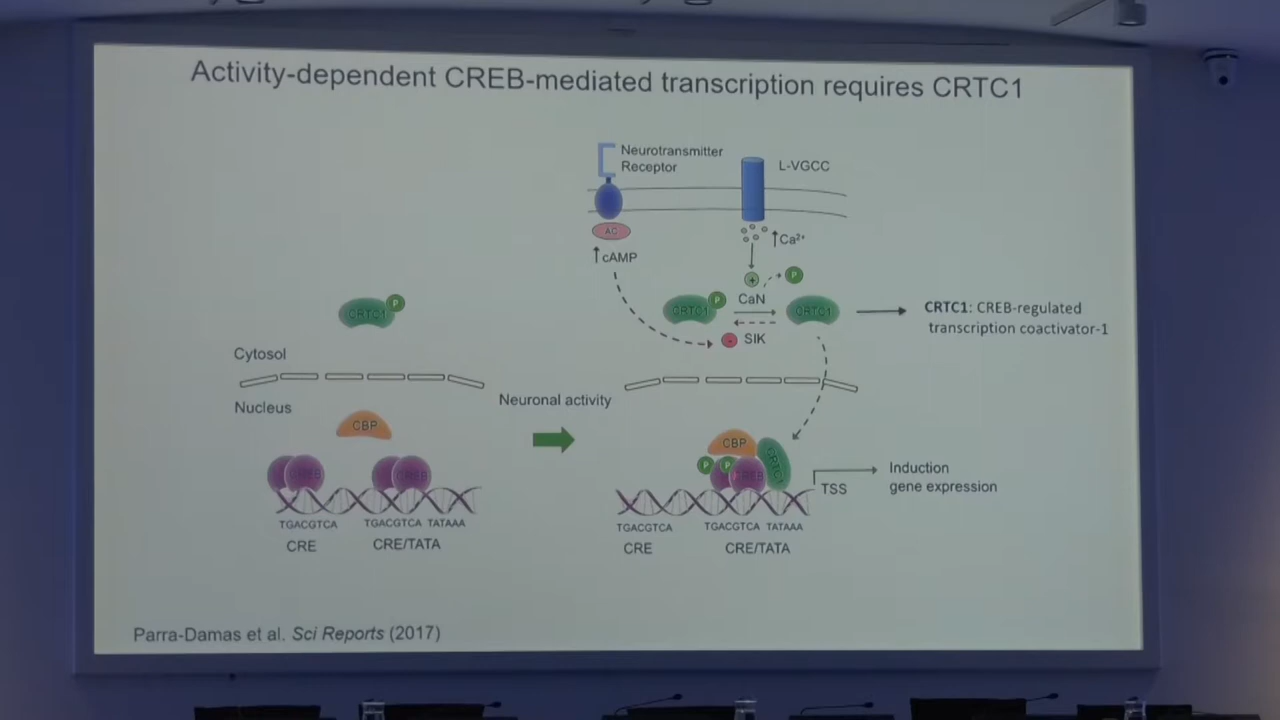 Activity-dependent CREB-mediated transcription requires CRTC1
Neurotransmitter
Receptor
L-VGCC
AC
↑Ca²⁺
↑cAMP
P
P
P
CRTC1
CRTC1
+
CaN
CRTC1
CRTC1: CREB-regulated
transcription coactivator-1
-
SIK
Cytosol
Nucleus
Neuronal activity
CBP
CREB
CREB
CBP
CRTC1
P
P
CREB
TSS
Induction
gene expression
TGACGTCA
TGACGTCA TATAAA
TGACGTCA
TGACGTCA TATAAA
CRE
CRE/TATA
CRE
CRE/TATA
Parra-Damas et al. Sci Reports (2017)